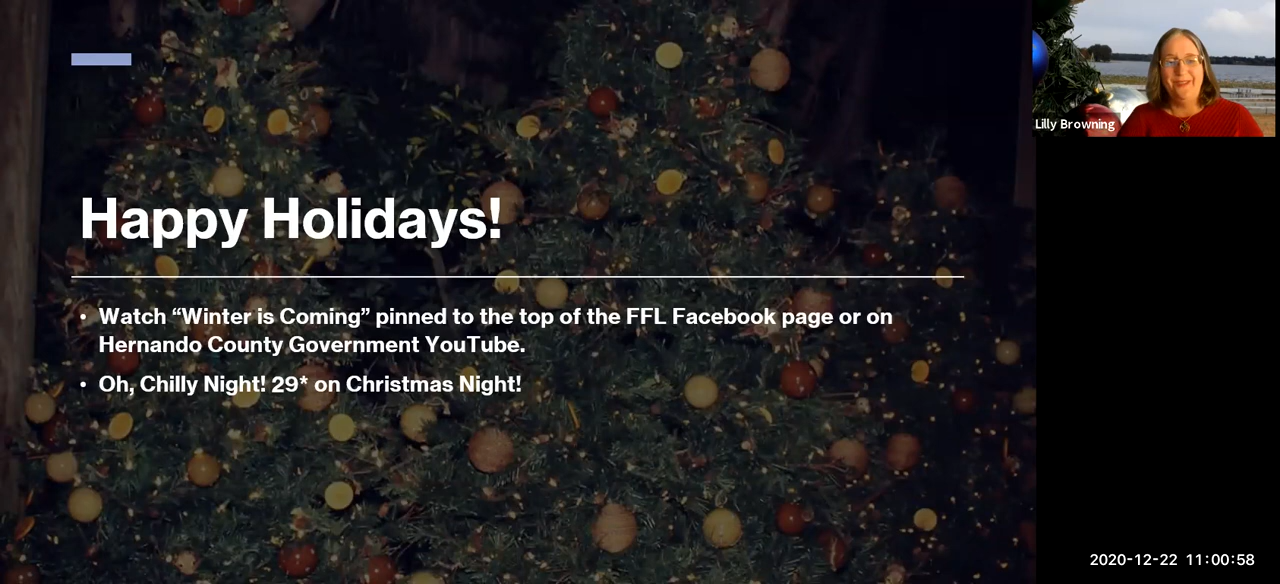 Happy Holidays!
• Watch “Winter is Coming” pinned to the top of the FFL Facebook page or on
Hernando County Government YouTube.
• Oh, Chilly Night! 29* on Christmas Night!
Lilly Browning
2020-12-22 11:00:58